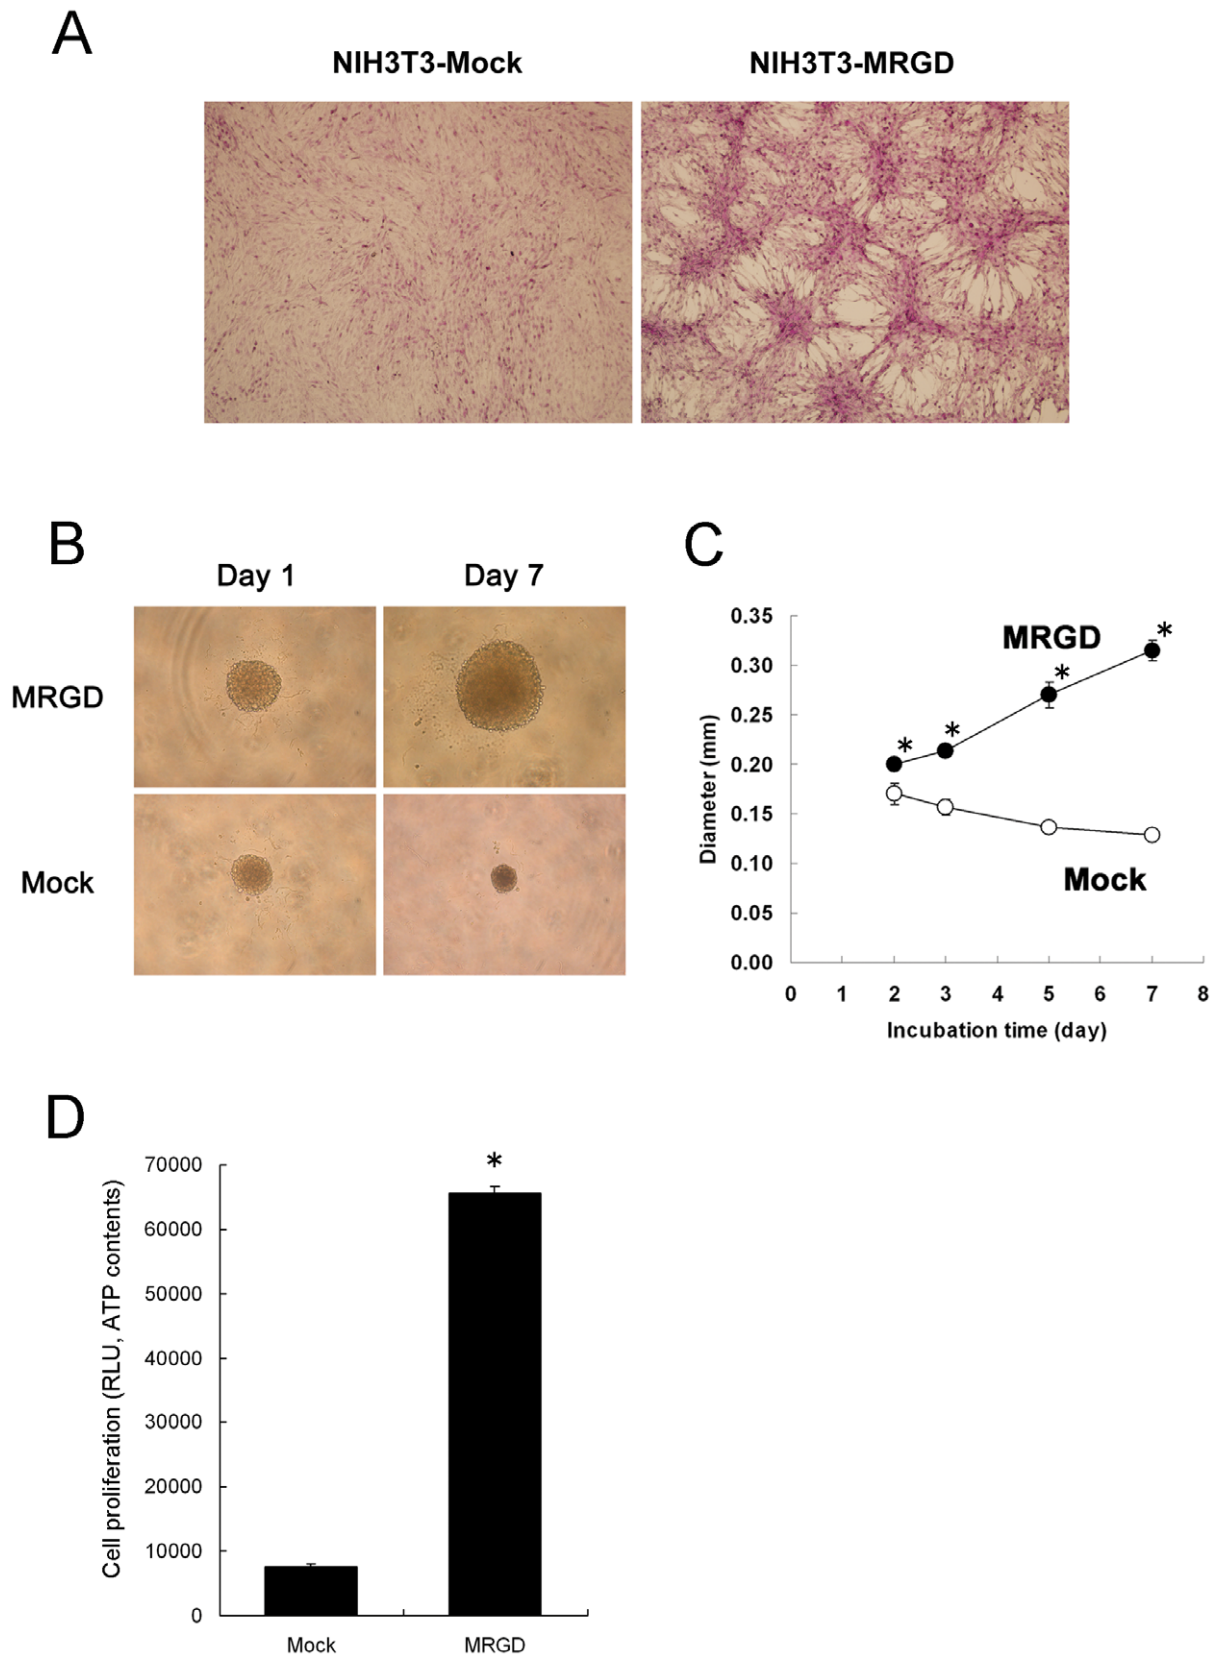 A
NIH3T3-Mock
NIH3T3-MRGD
B
Day 1
Day 7
MRGD
Mock
C
0.35
0.30
0.25
0.20
0.15
0.10
0.05
0.00
Diameter (mm)
MRGD
*
*
*
*
Mock
0 1 2 3 4 5 6 7 8
Incubation time (day)
D
70000
60000
50000
40000
30000
20000
10000
0
Cell proliferation (RLU, ATP contents)
*
Mock
MRGD